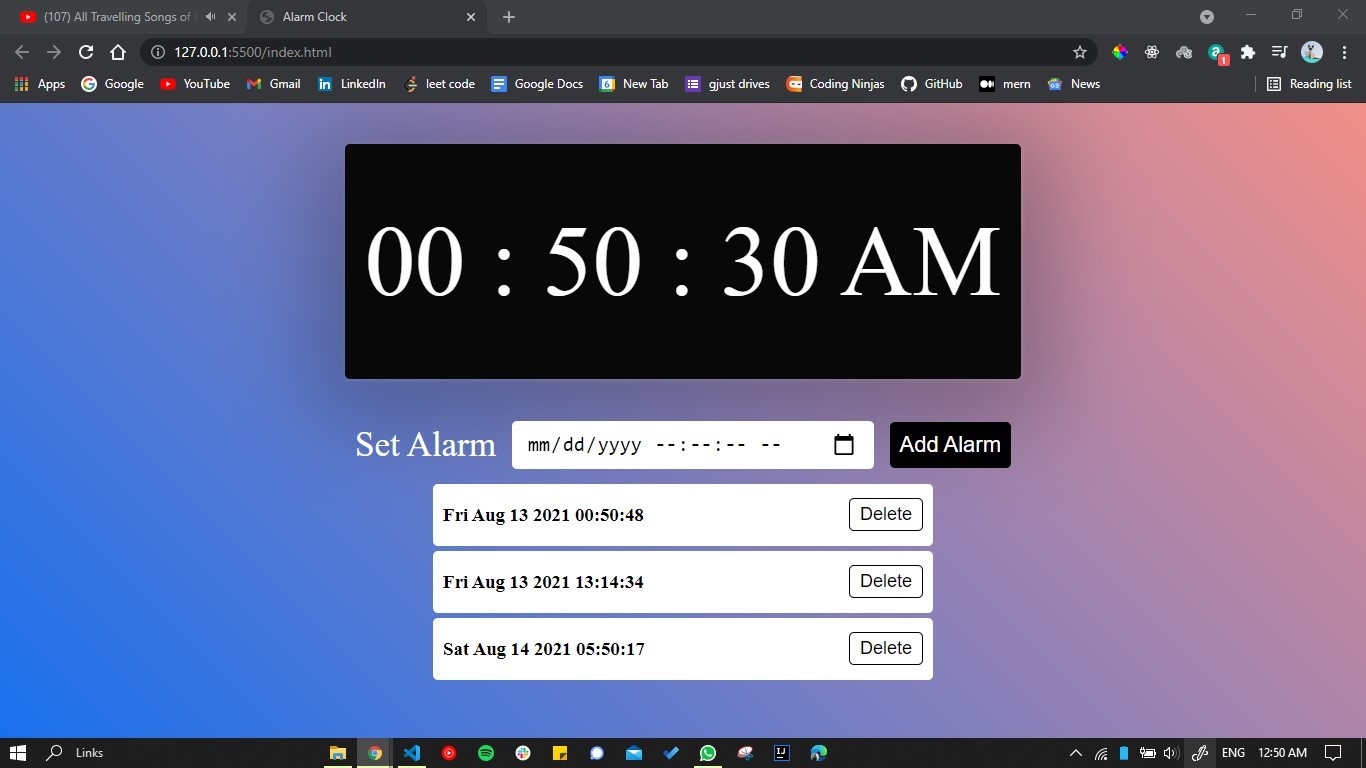 (107) All Travelling Songs of
Alarm Clock
127.0.0.1:5500/index.html
1
Apps Google YouTube Gmail LinkedIn leet code Google Docs 6 New Tab gjust drives Coding Ninjas GitHub mern News Reading list
00 : 50 : 30 AM
Set Alarm mm/dd/yyyy --:--:-- -- Add Alarm
Fri Aug 13 2021 00:50:48 Delete
Fri Aug 13 2021 13:14:34 Delete
Sat Aug 14 2021 05:50:17 Delete
Links ENG 12:50 AM